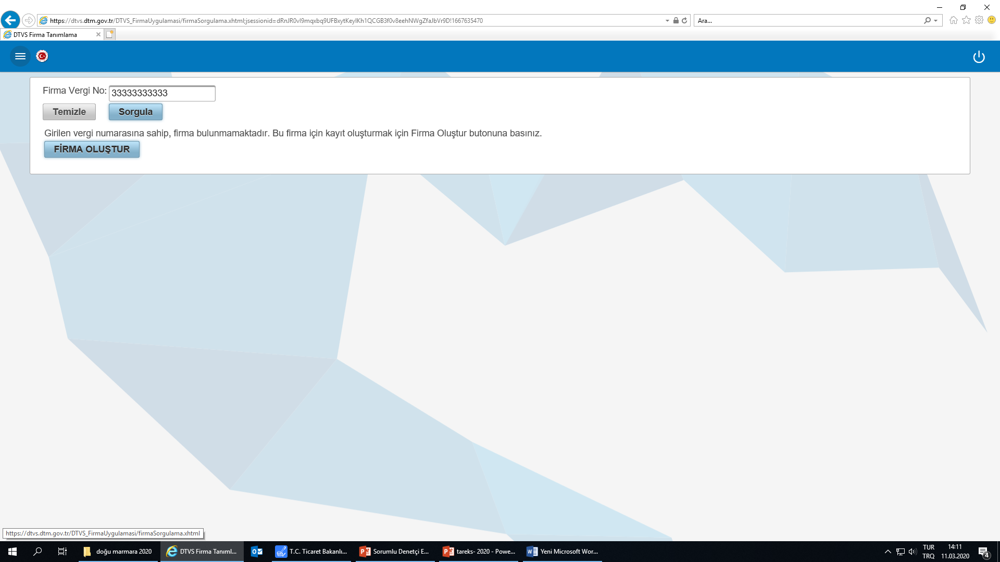 https://dtvs.dtm.gov.tr/DTVS_FirmaUygulamasi/firmaSorgulama.xhtml;jsessionid=dRnJR0vl9mqxbq9UFBxytKeylKh1QCGB3f0v8eehNWgZfaJbVr9D!1667635470
Ara...
DTVS Firma Tanımlama
Firma Vergi No: 33333333333
Temizle Sorgula
Girilen vergi numarasına sahip, firma bulunmamaktadır. Bu firma için kayıt oluşturmak için Firma Oluştur butonuna basınız.
FİRMA OLUŞTUR
https://dtvs.dtm.gov.tr/DTVS_FirmaUygulamasi/firmaSorgulama.xhtml
doğu marmara 2020
DTVS Firma Tanıml...
T.C. Ticaret Bakanlı...
Sorumlu Denetçi E...
tareks- 2020 - Powe...
Yeni Microsoft Wor...
TUR
TRQ
14:11
11.03.2020
4